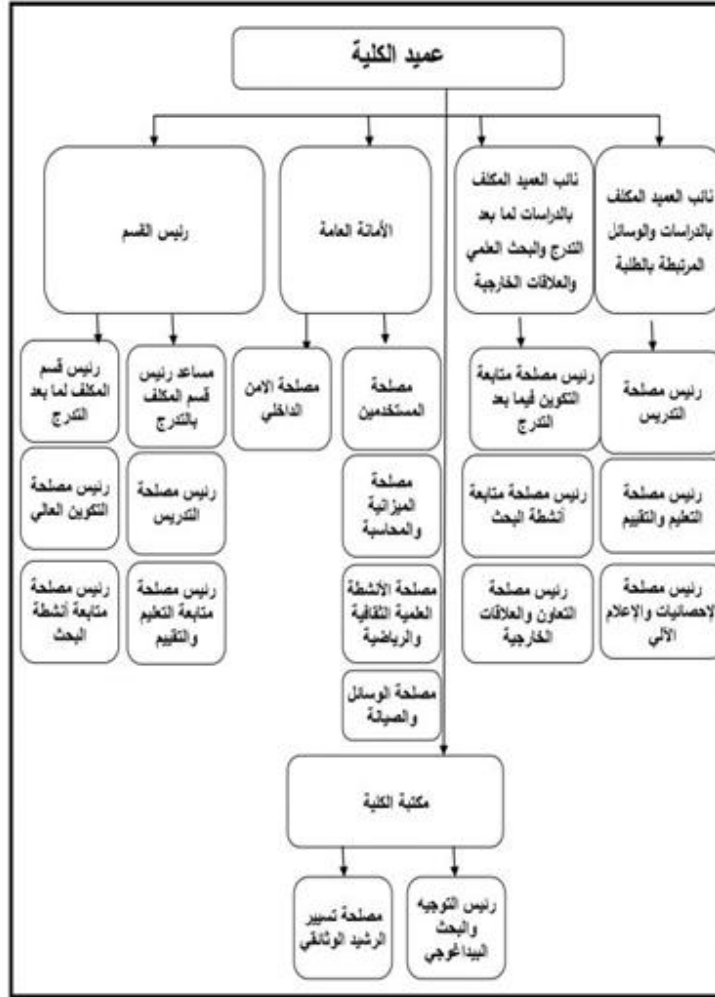 عميد الكلية
نائب العميد المكلف
بالدراسات والوسائل
المرتبطة بالطلبة
نائب العميد المكلف
بالدراسات لما بعد
التدرج والبحث العلمي
والعلاقات الخارجية
الأمانة العامة
رئيس القسم
رئيس مصلحة
التدريس
رئيس مصلحة متابعة
التكوين فيما بعد
التدرج
مصلحة
المستخدمين
مصلحة الامن
الداخلي
مساعد رئيس
قسم المكلف
بالتدرج
رئيس قسم
المكلف لما بعد
التدرج
رئيس مصلحة
التعليم والتقييم
رئيس مصلحة متابعة
أنشطة البحث
مصلحة
الميزانية
والمحاسبة
رئيس مصلحة
التدريس
رئيس مصلحة
التكوين العالي
رئيس مصلحة
الإحصائيات والإعلام
الآلي
رئيس مصلحة
التعاون والعلاقات
الخارجية
مصلحة الأنشطة
العلمية الثقافية
والرياضية
رئيس مصلحة
متابعة التعليم
والتقييم
رئيس مصلحة
متابعة أنشطة
البحث
مصلحة الوسائل
والصيانة
مكتبة الكلية
رئيس التوجيه
والبحث
البيداغوجي
مصلحة تسيير
الرشيد الوثائقي